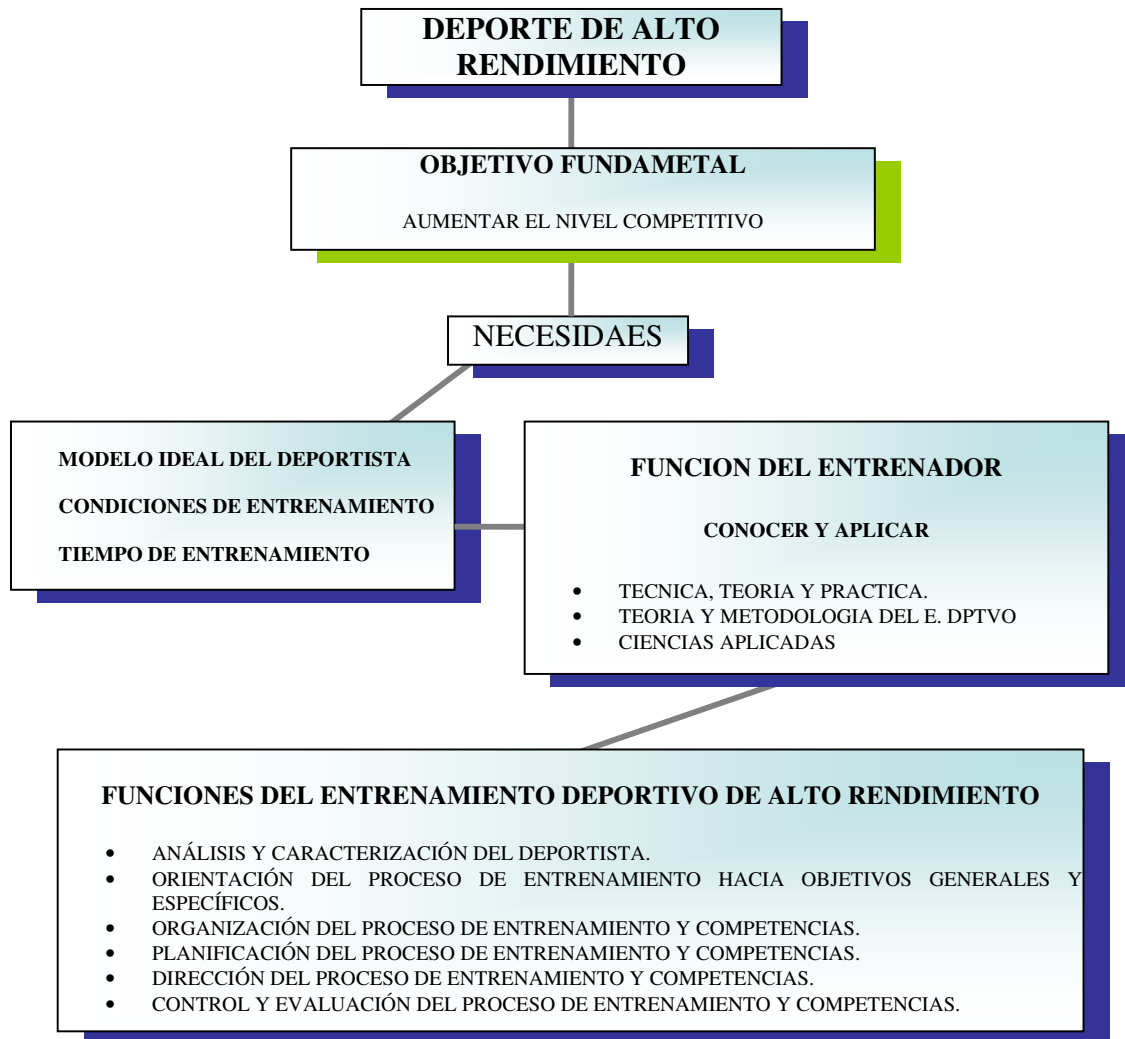 DEPORTE DE ALTO
RENDIMIENTO
OBJETIVO FUNDAMETAL
AUMENTAR EL NIVEL COMPETITIVO
NECESIDAES
MODELO IDEAL DEL DEPORTISTA
CONDICIONES DE ENTRENAMIENTO
TIEMPO DE ENTRENAMIENTO
FUNCION DEL ENTRENADOR
CONOCER Y APLICAR
• TECNICA, TEORIA Y PRACTICA.
• TEORIA Y METODOLOGIA DEL E. DPTVO
• CIENCIAS APLICADAS
FUNCIONES DEL ENTRENAMIENTO DEPORTIVO DE ALTO RENDIMIENTO
• ANÁLISIS Y CARACTERIZACIÓN DEL DEPORTISTA.
• ORIENTACIÓN DEL PROCESO DE ENTRENAMIENTO HACIA OBJETIVOS GENERALES Y
ESPECÍFICOS.
• ORGANIZACIÓN DEL PROCESO DE ENTRENAMIENTO Y COMPETENCIAS.
• PLANIFICACIÓN DEL PROCESO DE ENTRENAMIENTO Y COMPETENCIAS.
• DIRECCIÓN DEL PROCESO DE ENTRENAMIENTO Y COMPETENCIAS.
• CONTROL Y EVALUACIÓN DEL PROCESO DE ENTRENAMIENTO Y COMPETENCIAS.